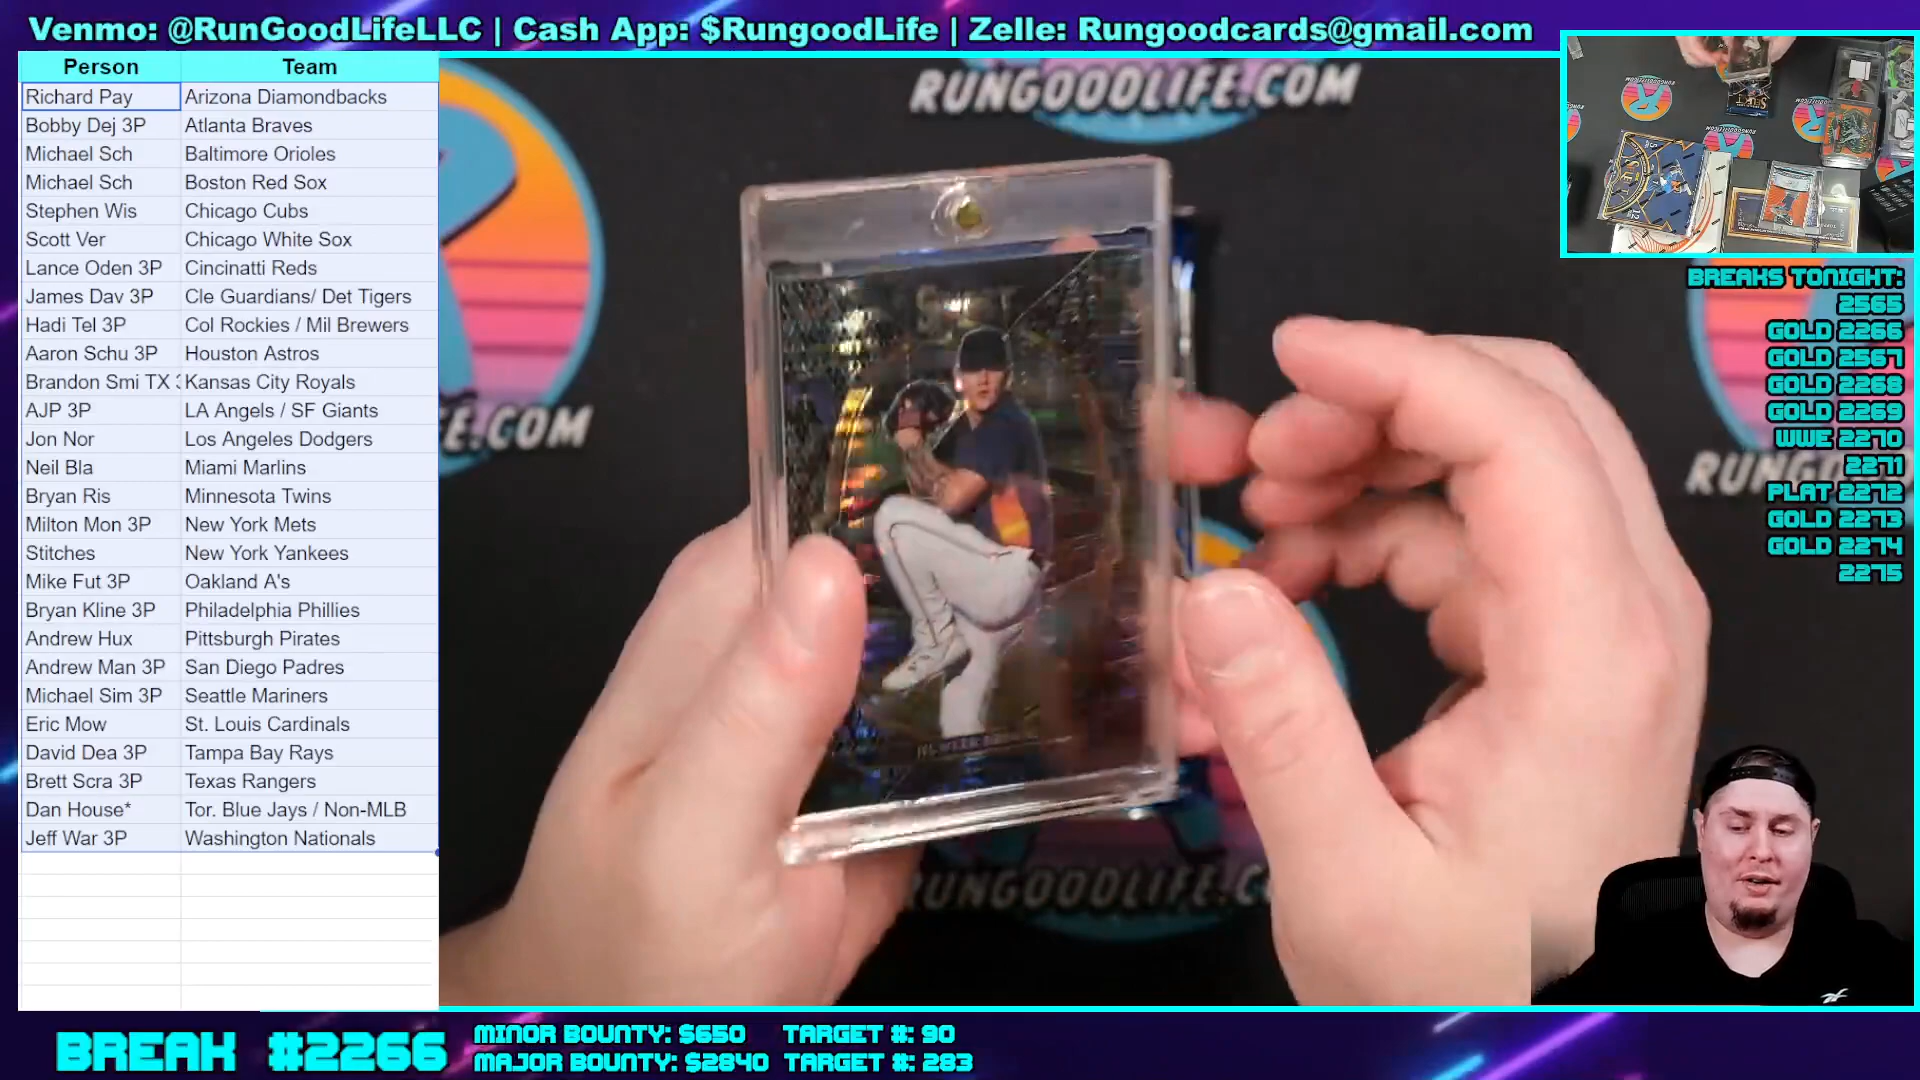 Venmo: @RunGoodLifeLLC | Cash App: $RungoodLife | Zelle: Rungoodcards@gmail.com
Person Team
Richard Pay Arizona Diamondbacks
Bobby Dej 3P Atlanta Braves
Michael Sch Baltimore Orioles
Michael Sch Boston Red Sox
Stephen Wis Chicago Cubs
Scott Ver Chicago White Sox
Lance Oden 3P Cincinatti Reds
James Dav 3P Cle Guardians/ Det Tigers
Hadi Tel 3P Col Rockies / Mil Brewers
Aaron Schu 3P Houston Astros
Brandon Smi TX Kansas City Royals
AJP 3P LA Angels / SF Giants
Jon Nor Los Angeles Dodgers
Neil Bla Miami Marlins
Bryan Ris Minnesota Twins
Milton Mon 3P New York Mets
Stitches New York Yankees
Mike Fut 3P Oakland A's
Bryan Kline 3P Philadelphia Phillies
Andrew Hux Pittsburgh Pirates
Andrew Man 3P San Diego Padres
Michael Sim 3P Seattle Mariners
Eric Mow St. Louis Cardinals
David Dea 3P Tampa Bay Rays
Brett Scra 3P Texas Rangers
Dan House* Tor. Blue Jays / Non-MLB
Jeff War 3P Washington Nationals
RUNGOODLIFE.COM
E.COM
RUNGO
RUNGOODLIFE.C
BREAKS TONIGHT:
2565
GOLD 2266
GOLD 2567
GOLD 2268
GOLD 2269
WWE 2270
2271
PLAT 2272
GOLD 2273
GOLD 2274
2275
BREAK #2266
MINOR BOUNTY: $650 TARGET #: 90
MAJOR BOUNTY: $2840 TARGET #: 283